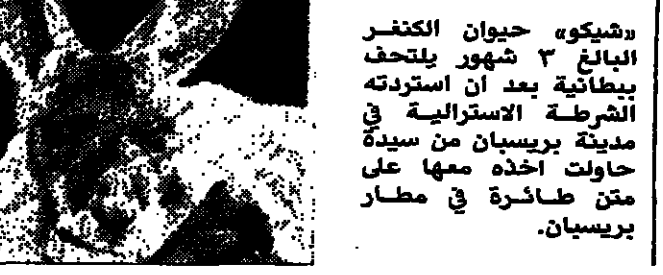 «شيكو» حيوان الكنغر
البالغ ٣ شهور يلتحف
ببطانية بعد ان استردته
الشرطة الاسترالية في
مدينة بريسبان من سيدة
حاولت اخذه معها على
متن طائرة في مطار
بريسبان.